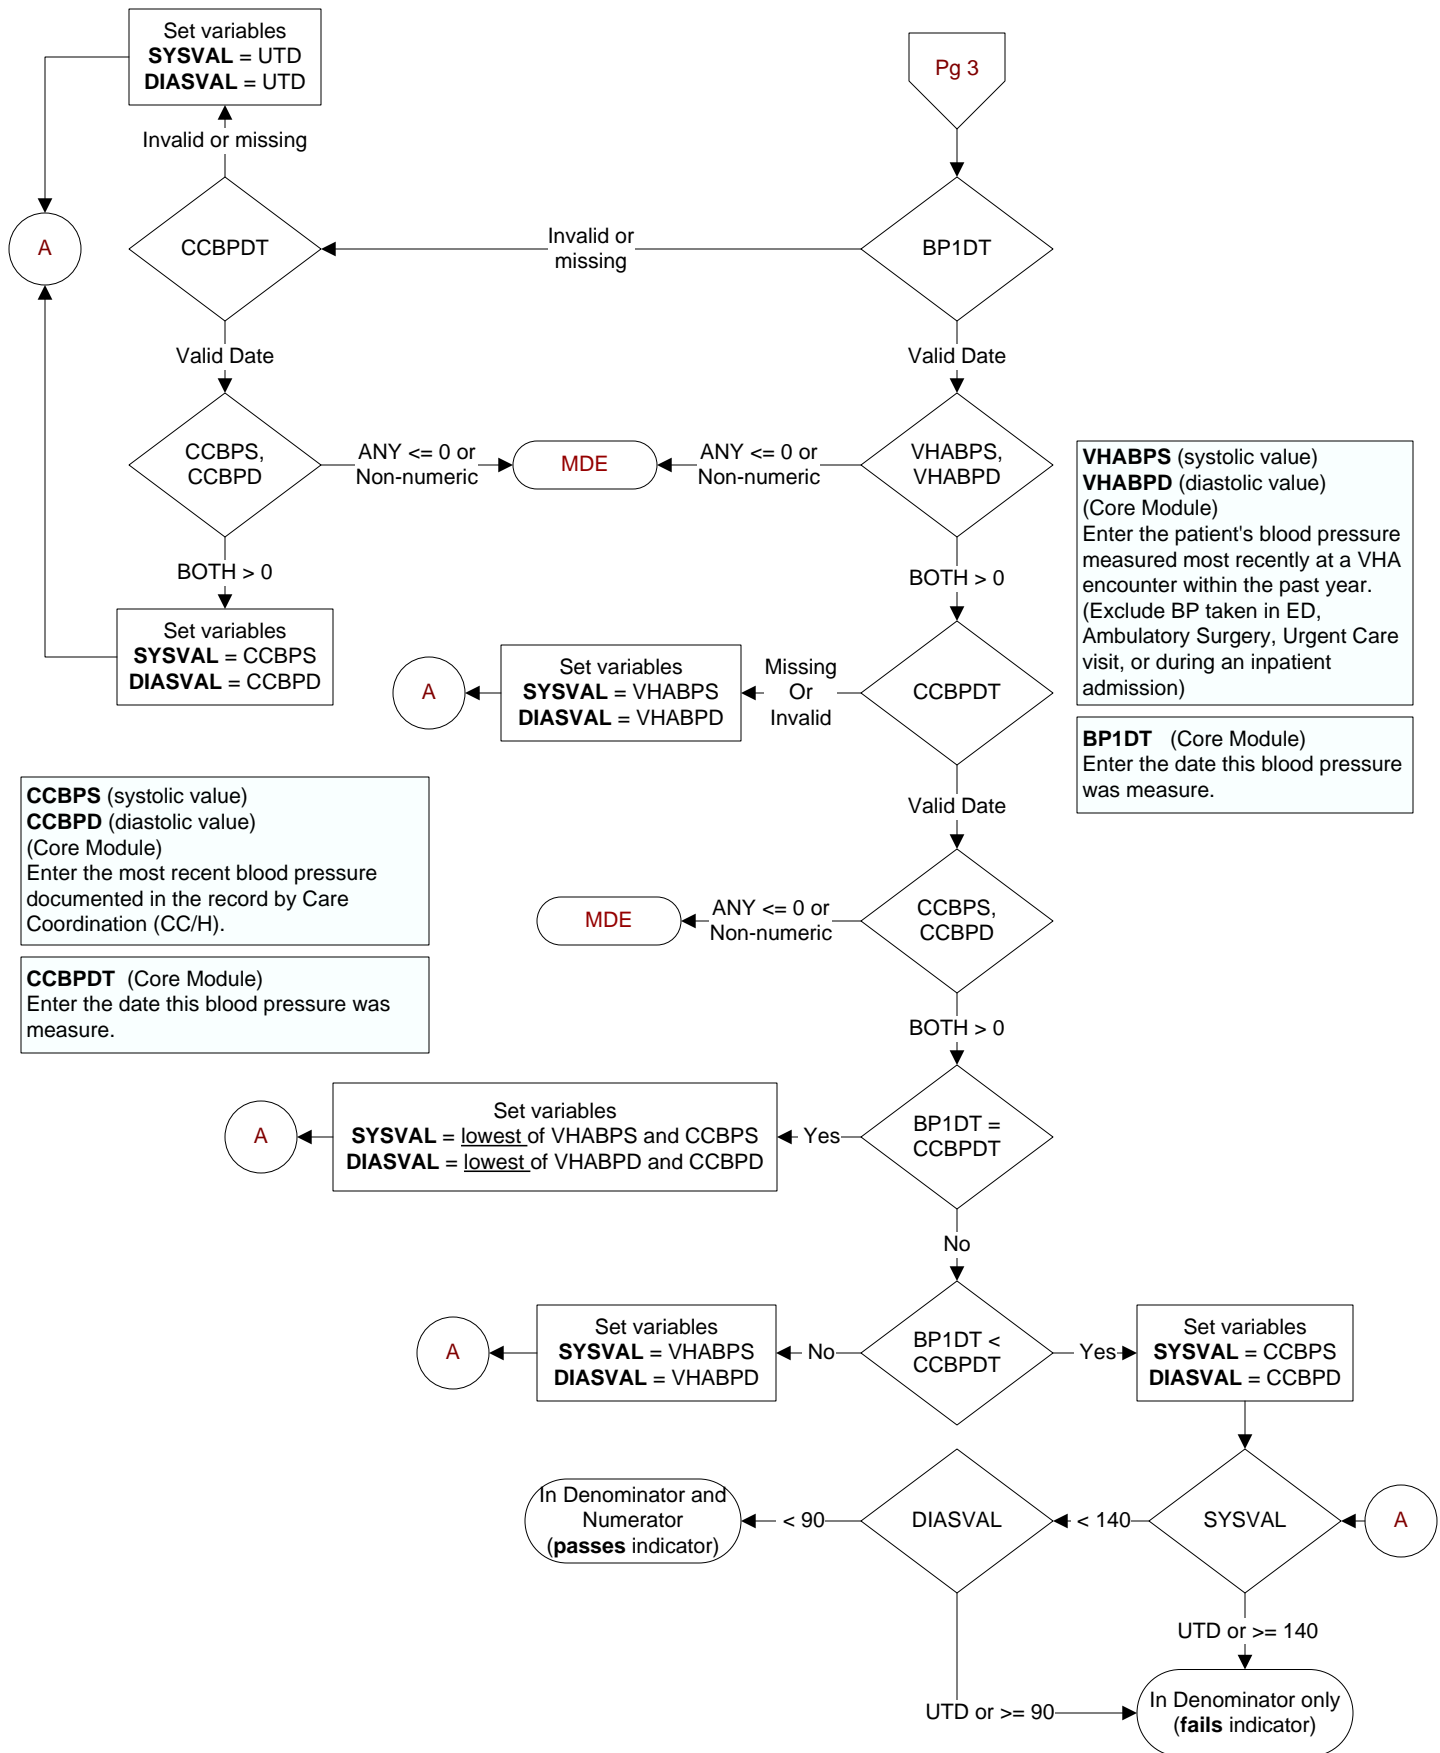 Set variables
SYSVAL = UTD
DIASVAL = UTD
Pg 3
Invalid or missing
A
CCBPDT
Invalid or
missing
BP1DT
Valid Date
Valid Date
CCBPS,
CCBPD
ANY <= 0 or
Non-numeric
MDE
ANY <= 0 or
Non-numeric
VHABPS,
VHABPD
VHABPS (systolic value)
VHABPD (diastolic value)
(Core Module)
Enter the patient's blood pressure
measured most recently at a VHA
encounter within the past year.
(Exclude BP taken in ED,
Ambulatory Surgery, Urgent Care
visit, or during an inpatient
admission)
BOTH > 0
BOTH > 0
Set variables
SYSVAL = CCBPS
DIASVAL = CCBPD
A
Set variables
SYSVAL = VHABPS
DIASVAL = VHABPD
Missing
Or
Invalid
CCBPDT
BP1DT (Core Module)
Enter the date this blood pressure
was measure.
CCBPS (systolic value)
CCBPD (diastolic value)
(Core Module)
Enter the most recent blood pressure
documented in the record by Care
Coordination (CC/H).
Valid Date
MDE
ANY <= 0 or
Non-numeric
CCBPS,
CCBPD
CCBPDT (Core Module)
Enter the date this blood pressure was
measure.
BOTH > 0
A
Set variables
SYSVAL = lowest of VHABPS and CCBPS
DIASVAL = lowest of VHABPD and CCBPD
Yes
BP1DT =
CCBPDT
No
A
Set variables
SYSVAL = VHABPS
DIASVAL = VHABPD
No
BP1DT <
CCBPDT
Yes
Set variables
SYSVAL = CCBPS
DIASVAL = CCBPD
In Denominator and
Numerator
(passes indicator)
< 90
DIASVAL
< 140
SYSVAL
A
UTD or >= 140
UTD or >= 90
In Denominator only
(fails indicator)